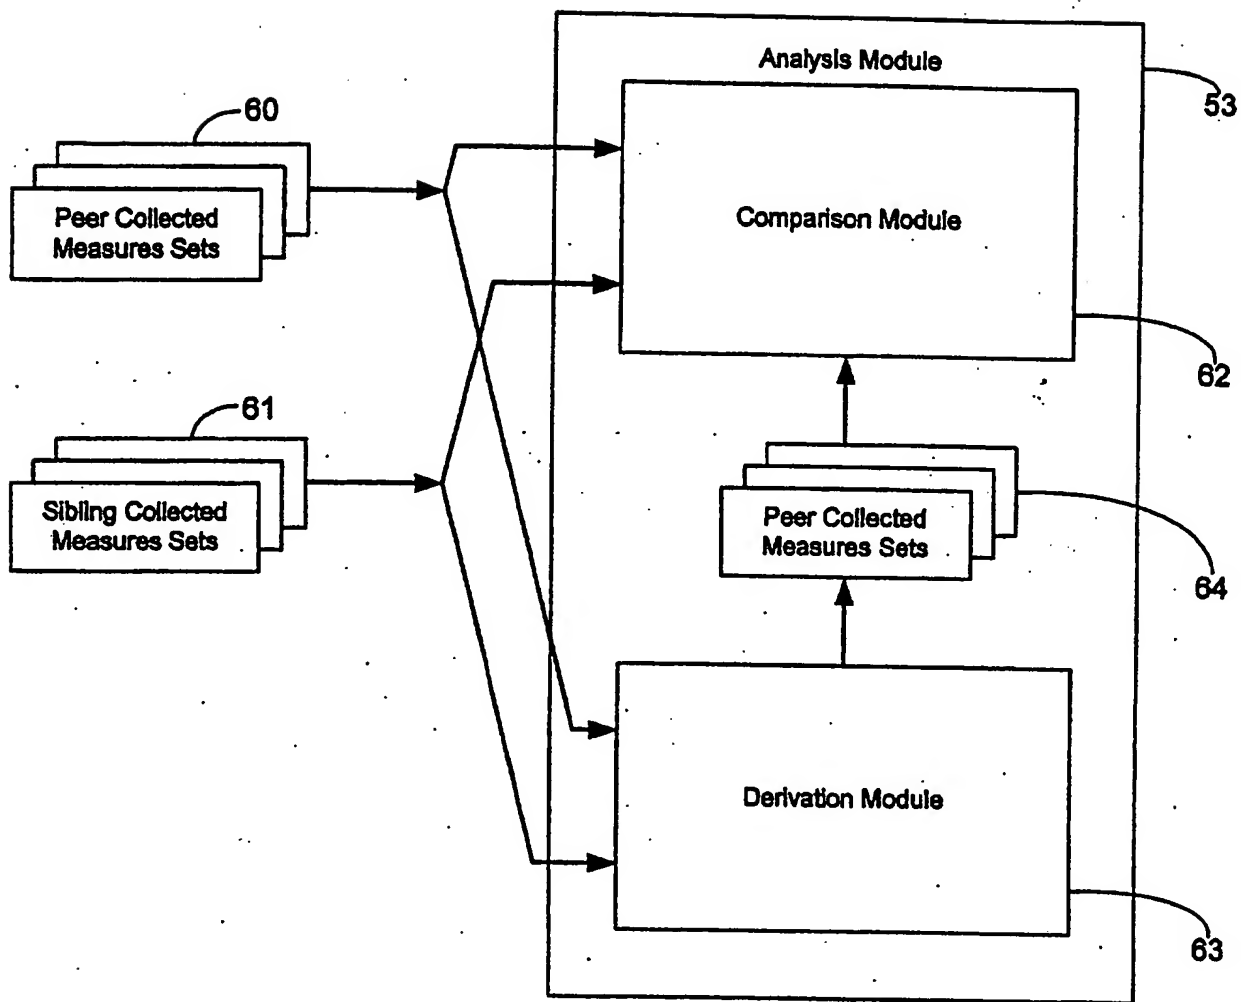 Analysis Module
53
60
Peer Collected
Measures Sets
Comparison Module
62
61
Sibling Collected
Measures Sets
Peer Collected
Measures Sets
64
Derivation Module
63